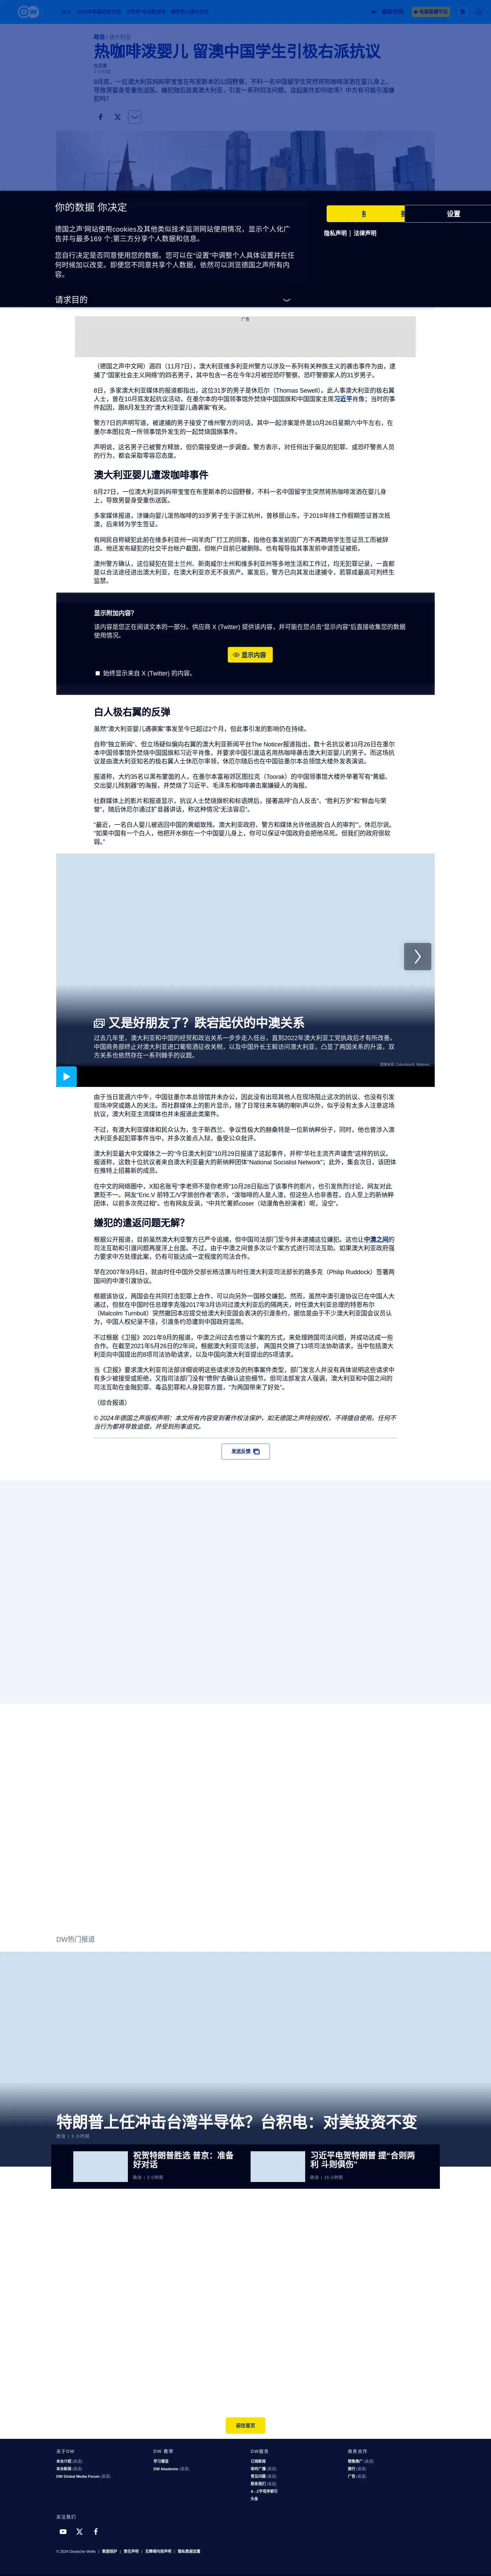 政治 | 澳大利亚
热咖啡泼婴儿 留澳中国学生引极右派抗议
8月底，一位澳大利亚妈妈带宝宝在布里斯本的公园野餐，不料一名中国留学生突然将热咖啡泼洒在婴儿身上，
导致男婴身受重伤送医。嫌犯随后逃离澳大利亚，引发一系列司法问题。这起案件如何收场？中方有可能引渡嫌
犯吗？
你的数据 你决定
德国之声'网站使用cookies及其他类似技术监测网站使用情况，显示个人化广
告并与最多169 个;第三方分享个人数据和信息。
您自行决定是否同意使用您的数据。您可以在"设置"中调整个人具体设置并在任
何时候加以改变。即便您不同意共享个人数据，依然可以浏览德国之声所有内
容。
请求目的
设置
隐私声明 | 法律声明
广告
（德国之声中文网）週四（11月7日），澳大利亚维多利亚州警方以涉及一系列有关种族主义的袭击事件为由，逮
捕了"国家社会主义网络"的四名男子，其中包含一名在今年2月被控恐吓警察、恐吓警察家人的31岁男子。
8日，多家澳大利亚媒体的报道都指出，这位31岁的男子是休厄尔（Thomas Sewell），此人事澳大利亚的极右翼
人士，曾在10月底发起抗议活动，在墨尔本的中国领事馆外焚烧中国国旗和中国国家主席习近平肖像；当时的事
件起因，跟8月发生的"澳大利亚婴儿遇袭案"有关。
警方7日的声明写道，被逮捕的男子接受了维州警方的问话，其中一起涉案是件是10月26日星期六中午左右，在
墨尔本图拉克一所领事馆外发生的一起焚烧国旗事件。
声明说，这名男子已被警方释放，但仍需接受进一步调查。警方表示，对任何出于偏见的犯罪、或恐吓警务人员
的行为，都会采取零容忍态度。
澳大利亚婴儿遭泼咖啡事件
8月27日，一位澳大利亚妈妈带宝宝在布里斯本的公园野餐，不料一名中国留学生突然将热咖啡泼洒在婴儿身
上，导致男婴身受重伤送医。
多家媒体报道，涉嫌向婴儿泼热咖啡的33岁男子生于浙江杭州，曾移居山东，于2019年持工作假期签证首次抵
澳，后来转为学生签证。
有网民自称疑犯此前在维多利亚州一间羊肉厂打工的同事，指他在事发前因厂方不再聘用学生签证员工而被辞
退。他还发布疑犯的社交平台帐户截图，但帐户目前已被删除。也有报导指其事发前申请签证被拒。
澳州警方确认，这位疑犯在昆士兰州、新南威尔士州和维多利亚州等多地生活和工作过，均无犯罪记录，一直都
是以合法途径进出澳大利亚，在澳大利亚亦无不良资产。案发后，警方已向其发出逮捕令，若罪成最高可判终生
监禁。
显示附加内容？
该内容是您正在阅读文本的一部分。供应商 X (Twitter) 提供该内容，并可能在您点击"显示内容"后直接收集您的数据
使用情况。
显示内容
始终显示来自 X (Twitter) 的内容。
白人极右翼的反弹
虽然"澳大利亚婴儿遇袭案"事发至今已超过2个月，但此事引发的影响仍在持续。
自称"独立新闻"、但立场疑似偏向右翼的澳大利亚新闻平台The Noticer报道指出，数十名抗议者10月26日在墨尔
本中国领事馆外焚烧中国国旗和习近平肖像，并要求中国引渡这名用热咖啡袭击澳大利亚婴儿的男子。而这场抗
议是由澳大利亚知名的极右翼人士休厄尔率领，休厄尔随后也在中国驻墨尔本总领馆大楼外发表演说。
报道称，大约35名以黑布蒙面的人，在墨尔本富裕郊区图拉克（Toorak）的中国领事馆大楼外举著写有"黄蛆、
交出婴儿残割器"的海报，并焚烧了习近平、毛泽东和咖啡袭击案嫌疑人的海报。
社群媒体上的影片和报道显示，抗议人士焚烧旗帜和标语牌后，接著高呼"白人反击"、"胜利万岁"和"鲜血与荣
誉"，随后休厄尔通过扩音器讲话，称这种情况"无法容忍"。
"最近，一名白人婴儿被逃回中国的黄蛆致残。澳大利亚政府、警方和媒体允许他逃脱'白人的审判'"，休厄尔说。
"如果中国有一个白人，他把开水倒在一个中国婴儿身上，你可以保证中国政府会把他吊死。但我们的政府很软
弱。"
又是好朋友了？跌宕起伏的中澳关系
过去几年里，澳大利亚和中国的经贸和政治关系一步步走入低谷，直到2022年澳大利亚工党执政后才有所改善。
中国商务部终止对澳大利亚进口葡萄酒征收关税，以及中国外长王毅访问澳大利亚，凸显了两国关系的升温，双
方关系也依然存在一系列棘手的议题。
由于当日是週六中午，中国驻墨尔本总领馆并未办公，因此没有出现其他人在现场阻止这次的抗议、也没有引发
现场冲突或路人的关注。而社群媒体上的影片显示，除了日常往来车辆的喇叭声以外，似乎没有太多人注意这场
抗议，澳大利亚主流媒体也并未报道此类案件。
不过，有澳大利亚媒体和民众认为，生于新西兰、争议性极大的赫桑特是一位新纳粹份子，同时，他也曾涉入澳
大利亚多起犯罪事件当中，并多次差点入狱，备受公众批评。
澳大利亚最大中文媒体之一的"今日澳大利亚"10月29日报道了这起事件，并称"华社主流齐声谴责"这样的抗议。
报道称，这数十位抗议者来自澳大利亚最大的新纳粹团体"National Socialist Network"；此外，集会次日，该团体
在推特上招募新的成员。
在中文的网络圈中，X知名账号"李老师不是你老师"10月28日贴出了该事件的影片，也引发热烈讨论，网友对此
褒贬不一。网友"Eric.V 前特工/V字旅创作者"表示，"泼咖啡的人是人渣，但这些人也非善茬，白人至上的新纳粹
团体，以前多次亮过相"。也有网友反讽，"中共忙著抓coser（动漫角色扮演者）呢，没空"。
嫌犯的遣返问题无解？
根据公开报道，目前虽然澳大利亚警方已严令追捕，但中国司法部门至今并未逮捕这位嫌犯。这也让中澳之间的
司法互助和引渡问题再度浮上台面。不过，由于中澳之间曾多次以个案方式进行司法互助，如果澳大利亚政府强
力要求中方处理此案，仍有可能达成一定程度的司法合作。
早在2007年9月6日，就由时任中国外交部长杨洁篪与时任澳大利亚司法部长的路多克（Philip Ruddock）签署两
国间的中澳引渡协议。
根据该协议，两国会在共同打击犯罪上合作，可以向另外一国移交嫌犯。然而，虽然中澳引渡协议已在中国人大
通过，但就在中国时任总理李克强2017年3月访问过澳大利亚后的隔两天，时任澳大利亚总理的特恩布尔
（Malcolm Turnbull）突然撤回本应提交给澳大利亚国会表决的引渡条约，据信是由于不少澳大利亚国会议员认
为，中国人权纪录不佳，引渡条约恐遭到中国政府滥用。
不过根据《卫报》2021年9月的报道，中澳之间过去也曾以个案的方式，来处理跨国司法问题，并成功达成一些
合作。在截至2021年5月26日的2年间，根据澳大利亚司法部， 两国共交换了13项司法协助请求，当中包括澳大
利亚向中国提出的8项司法协助请求，以及中国向澳大利亚提出的5项请求。
当《卫报》要求澳大利亚司法部详细说明这些请求涉及的刑事案件类型，部门发言人并没有具体说明这些请求中
有多少被接受或拒绝，又指司法部门没有"惯例"去确认这些细节。但司法部发言人强调，澳大利亚和中国之间的
司法互助在金融犯罪、毒品犯罪和人身犯罪方面，"为两国带来了好处"。
（综合报道）
© 2024年德国之声版权声明：本文所有内容受到著作权法保护，如无德国之声特别授权，不得擅自使用。任何不
当行为都将导致追偿，并受到刑事追究。
发送反馈
DW热门报道
特朗普上任冲击台湾半导体？台积电：对美投资不变
政治 | 3 小时前
祝贺特朗普胜选 普京：准备
好对话
政治 | 3 小时前
习近平电贺特朗普 提"合则两
利 斗则俱伤"
政治 | 15 小时前
前往首页
关于DW
本台介绍 (英语)
本台新闻 (英语)
DW Global Media Forum (英语)
DW 教导
学习德语
DW Akademie (英语)
DW服务
订阅新闻
收听广播 (英语)
常见问题 (英语)
联系我们 (英语)
A - Z字母序索引
头条
商务合作
销售推广 (英语)
旅行 (英语)
广告 (英语)
关注我们
© 2024 Deutsche Welle | 数据保护 | 责任声明 | 无障碍内容声明 | 隐私数据设置